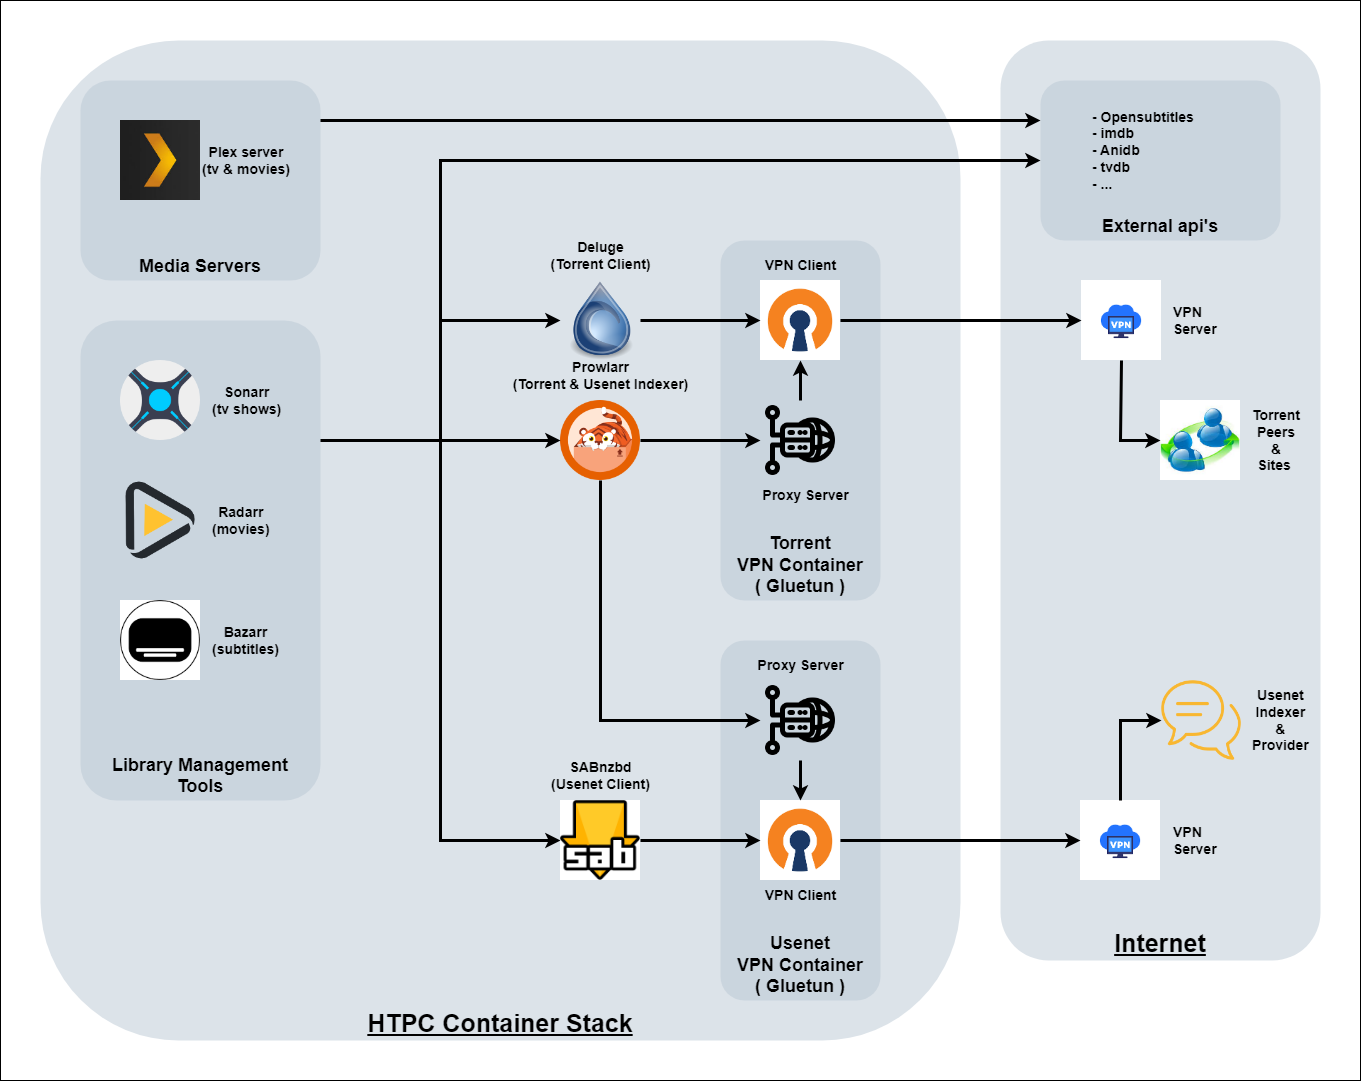 Plex server
(tv & movies)
Media Servers
- Opensubtitles
- imdb
- Anidb
- tvdb
- ...
External api's
Deluge
(Torrent Client)
VPN Client
VPN
VPN
Server
Prowlarr
(Torrent & Usenet Indexer)
Sonarr
(tv shows)
Torrent
Peers
&
Sites
Proxy Server
Radarr
(movies)
Torrent
VPN Container
( Gluetun )
Bazarr
(subtitles)
Library Management
Tools
Proxy Server
Usenet
Indexer
&
Provider
SABnzbd
(Usenet Client)
sab
VPN Client
VPN
VPN
Server
Usenet
VPN Container
( Gluetun )
Internet
HTPC Container Stack